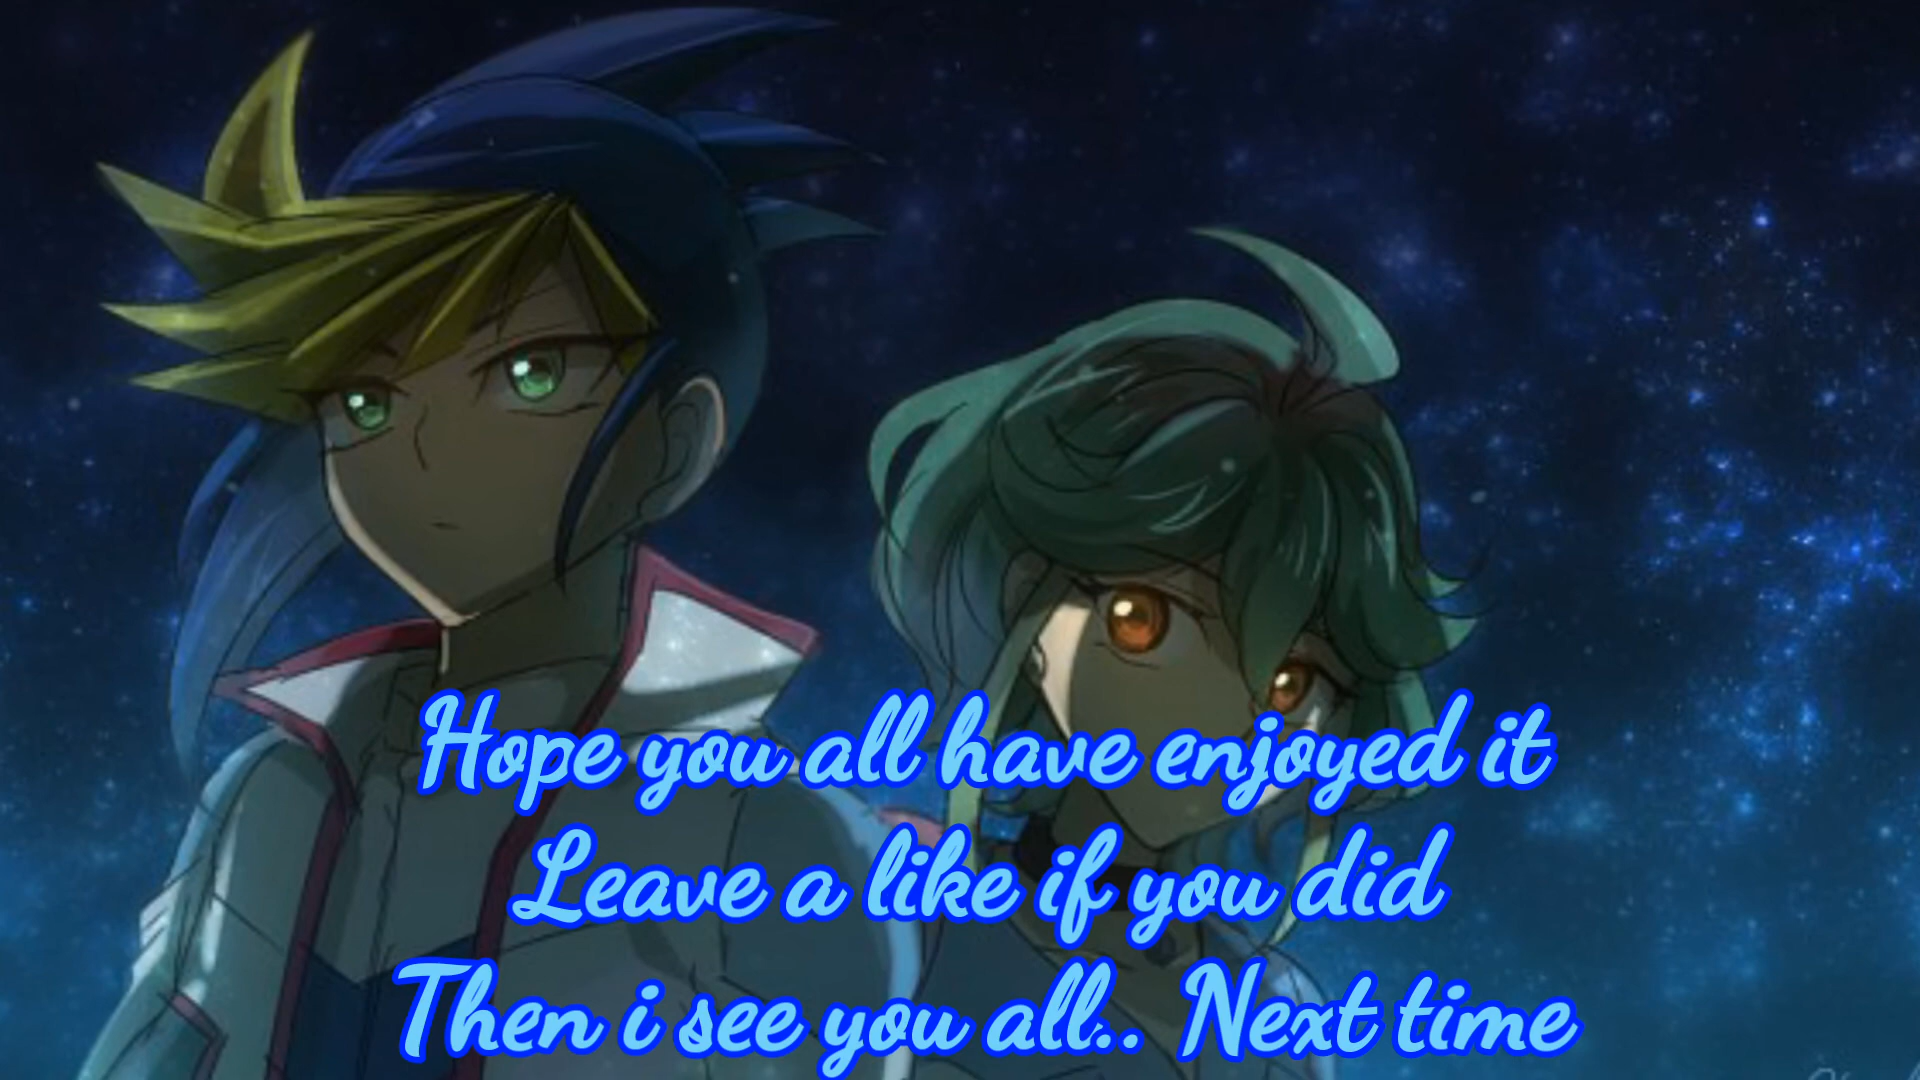 Hope you all have enjoyed it
Leave a like if you did
Then i see you all.. Next time